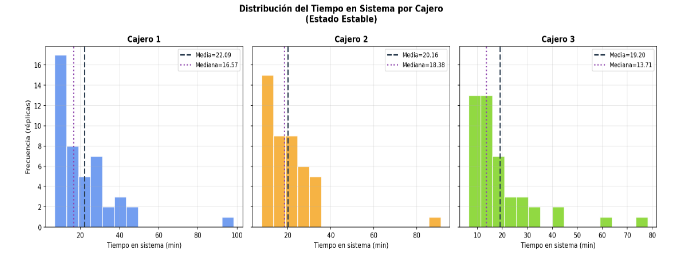 Distribución del Tiempo en Sistema por Cajero
(Estado Estable)
Cajero 1
Cajero 2
Cajero 3
Media=22.09
Mediana=16.57
Media=20.16
Mediana=18.38
Media=19.20
Mediana=13.71
Frecuencia (réplicas)
16
14
12
10
8
6
4
2
0
20 40 60 80 100
20 40 60 80
10 20 30 40 50 60 70 80
Tiempo en sistema (min)
Tiempo en sistema (min)
Tiempo en sistema (min)